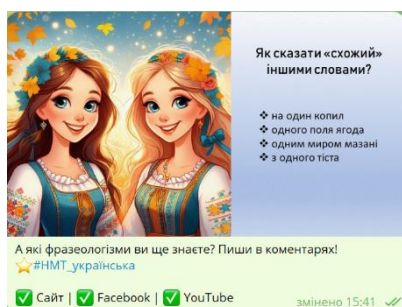 Як сказати «схожий»
іншими словами?
❖ на один копил
❖ одного поля ягода
❖ одним миром мазані
❖ з одного тіста
А які фразеологізми ви ще знаєте? Пиши в коментарях!
⭐#НМТ_українська
✅ Сайт | ✅ Facebook | ✅ YouTube
змінено 15:41